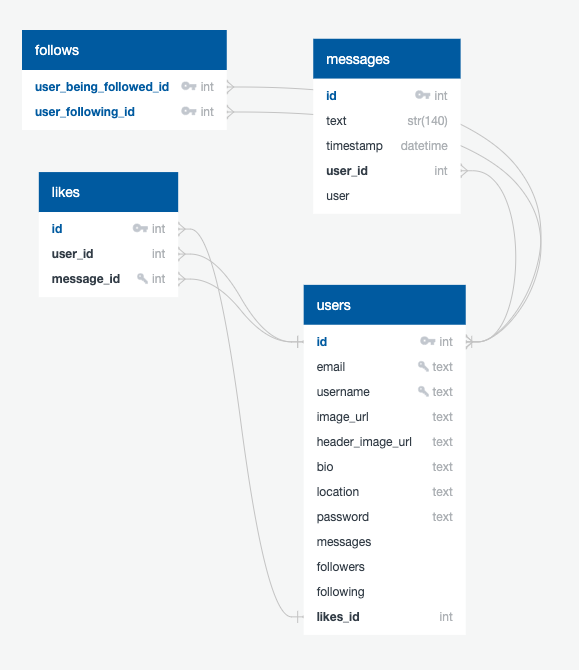 follows
user_being_followed_id int
user_following_id int
messages
id int
text str(140)
timestamp datetime
user_id int
user
likes
id int
user_id int
message_id int
users
id int
email text
username text
image_url text
header_image_url text
bio text
location text
password text
messages
followers
following
likes_id int